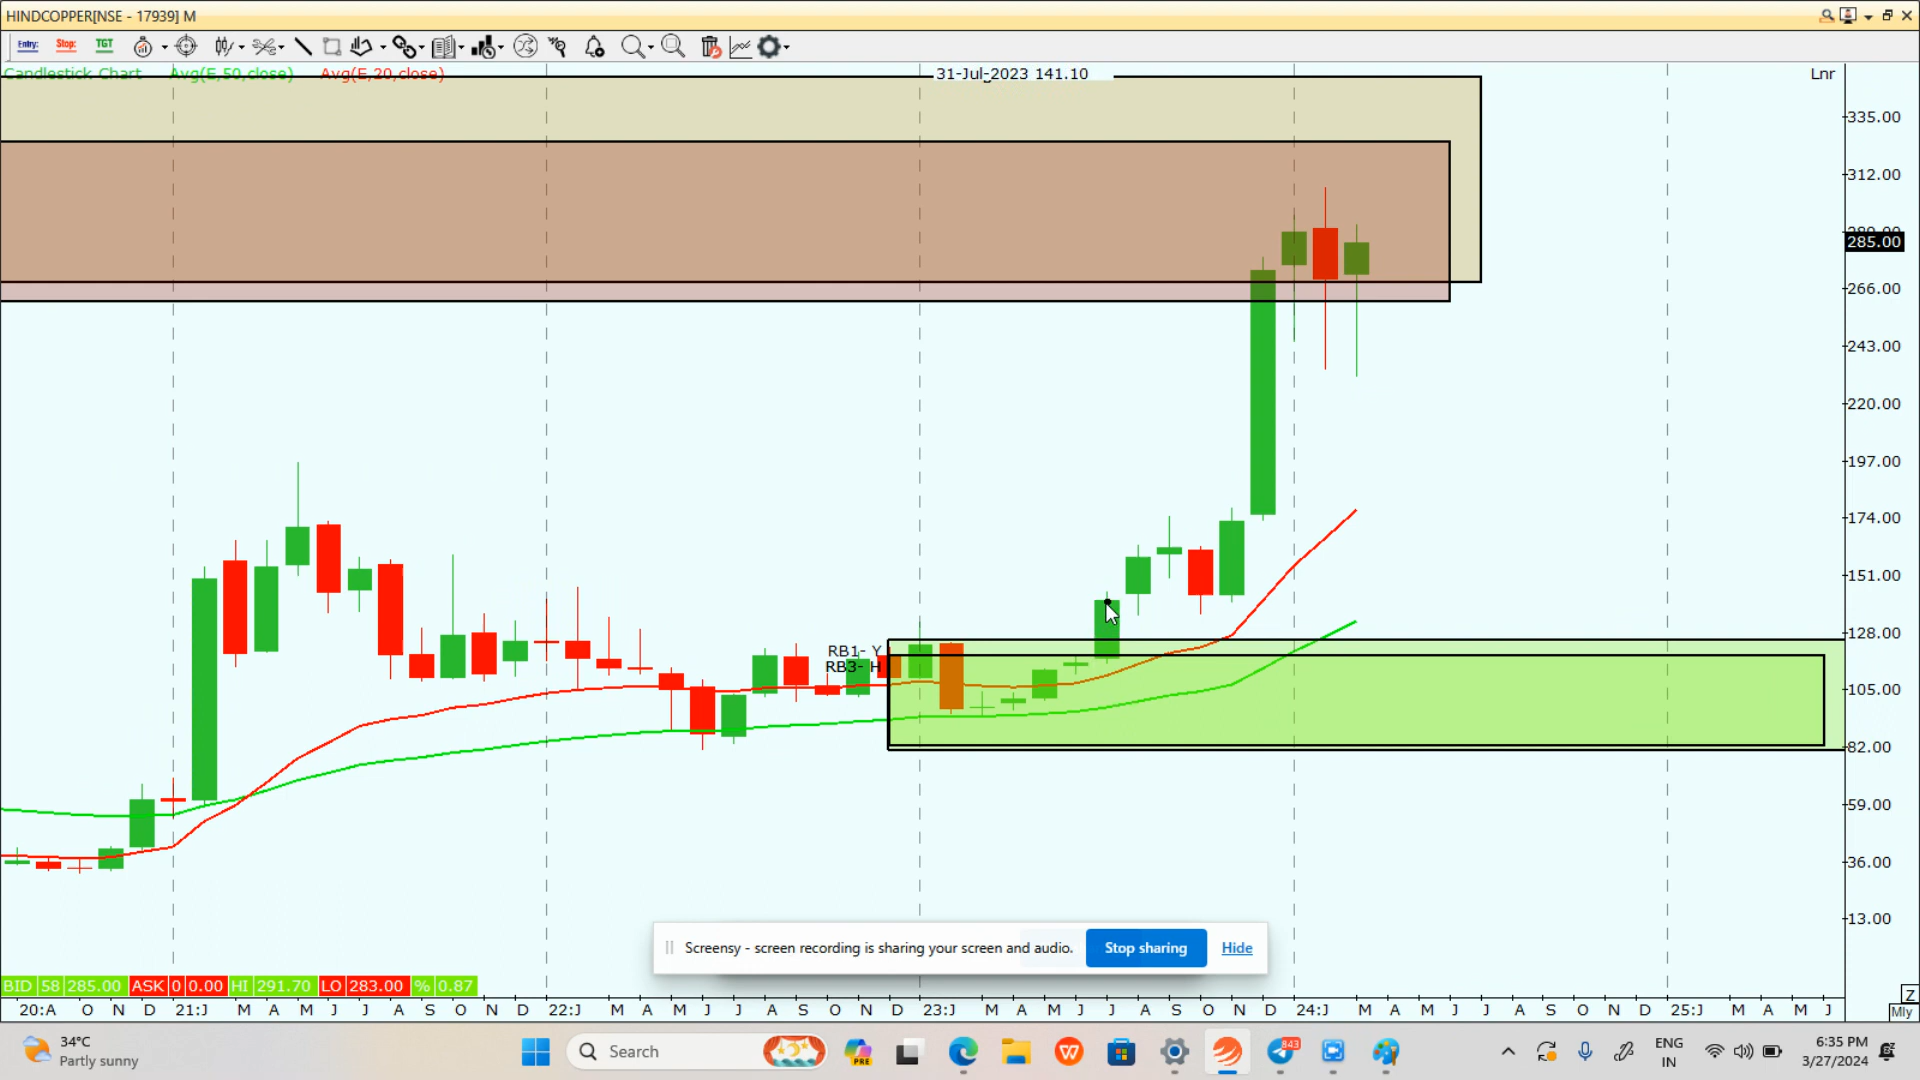 HINDCOPPER[NSE - 17939] M
Entry: Stop: TGT
Candlestick Chart Avg(E,50,close) Avg(E,20,close) 31-Jul-2023 141.10 Lnr
335.00
312.00
289.00
285.00
266.00
243.00
220.00
197.00
174.00
151.00
128.00
RB1- Y
RB3- H
105.00
82.00
59.00
36.00
13.00
Screensy - screen recording is sharing your screen and audio. Stop sharing Hide
BID 58 285.00 ASK 0 0.00 HI 291.70 LO 283.00 % 0.87
Z
20:A O N D 21:J M A M J J A S O N D 22:J M A M J J A S O N D 23:J M A M J J A S O N D 24:J M A M J J A S O N D 25:J M A M J
Mly
34°C
Partly sunny
Search
PRE
843
ENG
IN
6:35 PM
3/27/2024